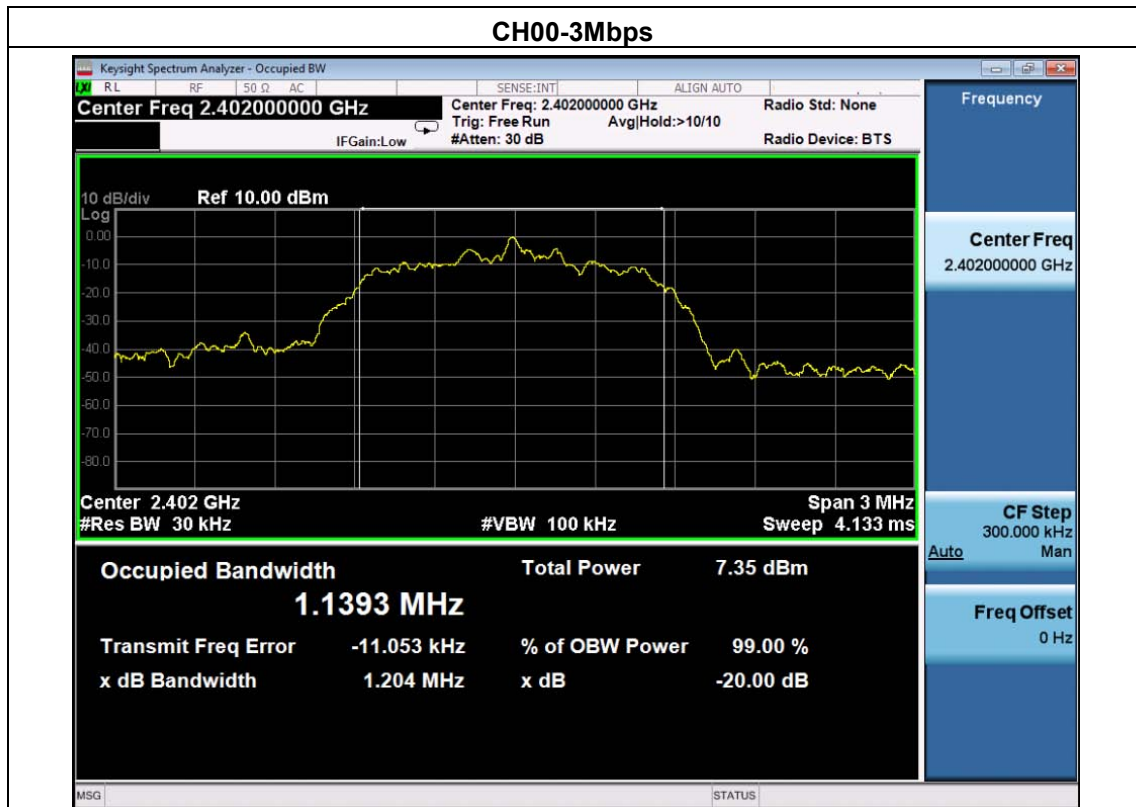 CH00-3Mbps
Keysight Spectrum Analyzer - Occupied BW
LXI RL RF 50 Ω AC SENSE:INT ALIGN AUTO
Center Freq 2.402000000 GHz Center Freq: 2.402000000 GHz Radio Std: None
Trig: Free Run Avg|Hold:>10/10
IFGain:Low #Atten: 30 dB Radio Device: BTS
10 dB/div Ref 10.00 dBm
Log
0.00
-10.0
-20.0
-30.0
-40.0
-50.0
-60.0
-70.0
-80.0
Center 2.402 GHz Span 3 MHz
#Res BW 30 kHz #VBW 100 kHz Sweep 4.133 ms
Occupied Bandwidth Total Power 7.35 dBm
1.1393 MHz
Transmit Freq Error -11.053 kHz % of OBW Power 99.00 %
x dB Bandwidth 1.204 MHz x dB -20.00 dB
Frequency
Center Freq
2.402000000 GHz
CF Step
300.000 kHz
Auto Man
Freq Offset
0 Hz
MSG STATUS